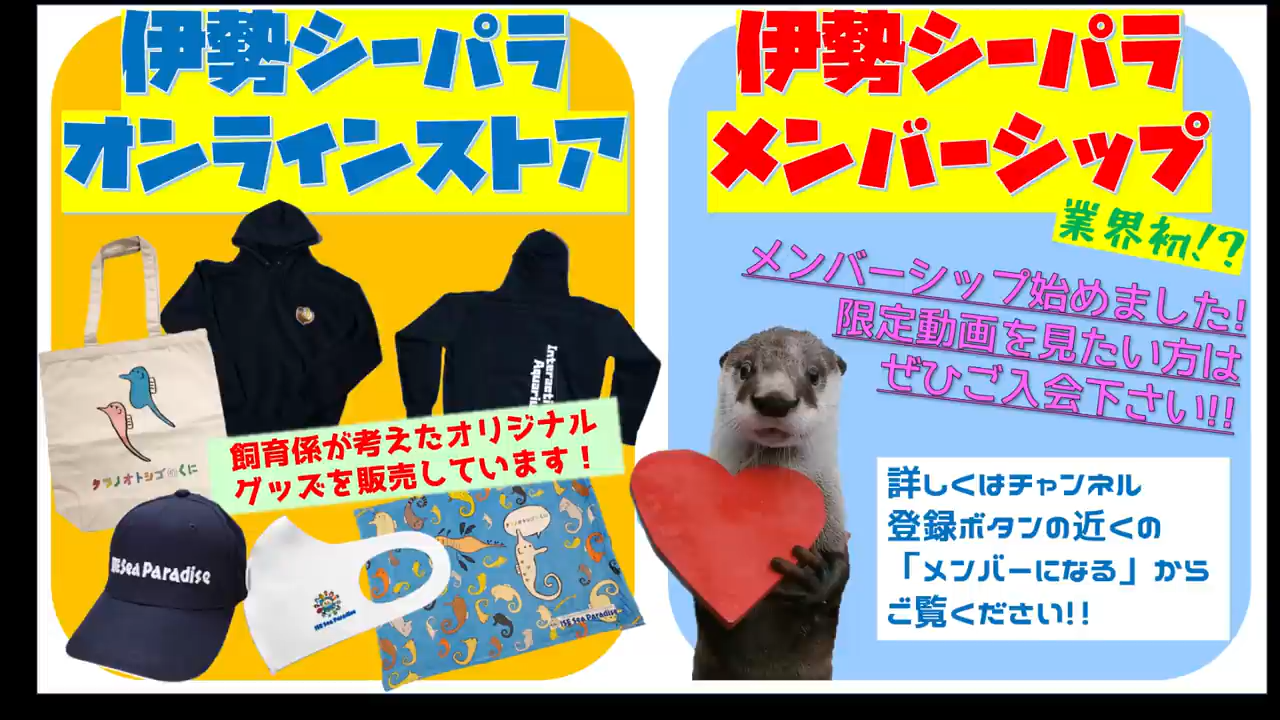 伊勢シーパラ
オンラインストア
飼育係が考えたオリジナル
グッズを販売しています！
タツノオトシゴのくに
ISE Sea Paradise
ISE Sea Paradise
ISE Sea Paradise
伊勢シーパラ
メンバーシップ
業界初!?
メンバーシップ始めました!
限定動画を見たい方は
ぜひご入会下さい!!
詳しくはチャンネル
登録ボタンの近くの
「メンバーになる」から
ご覧ください!!